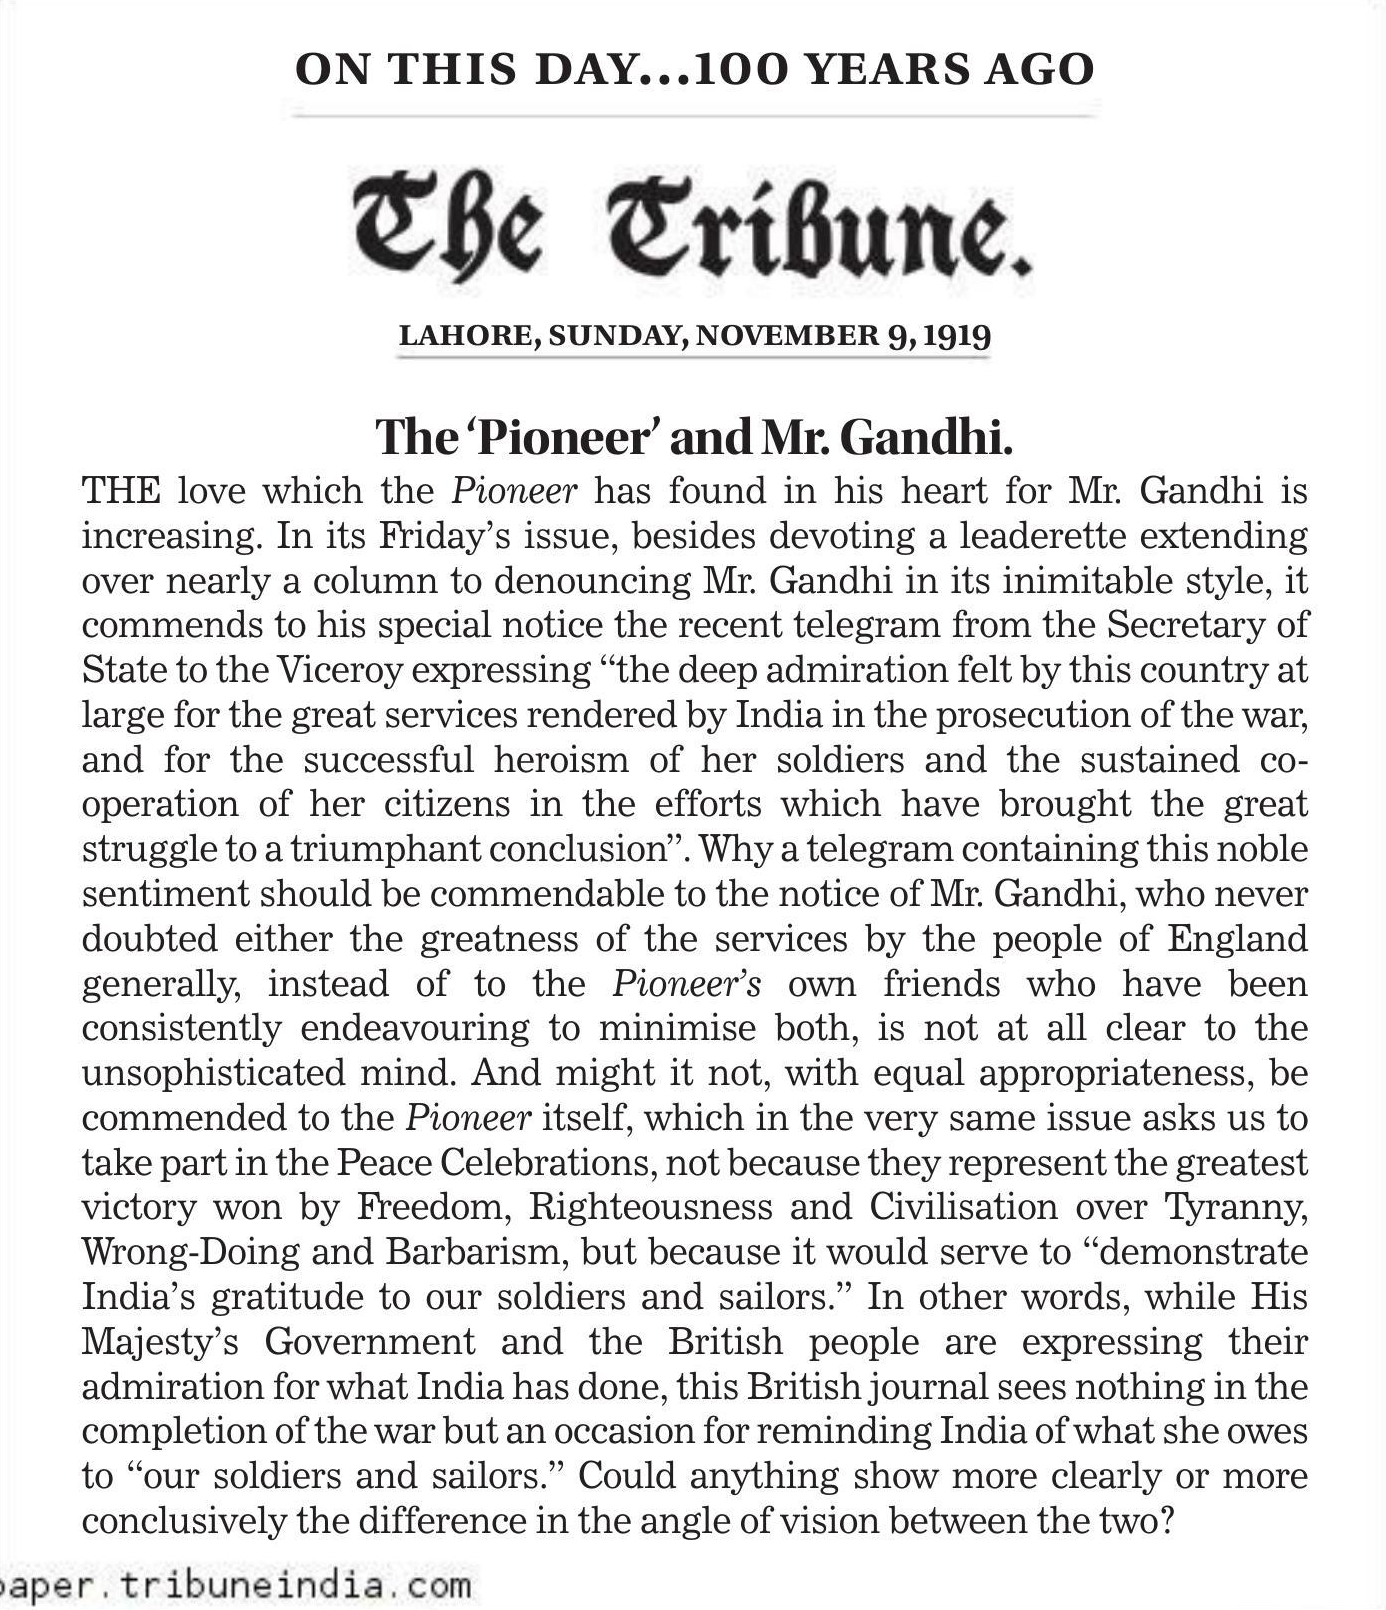 ON THIS DAY...100 YEARS AGO
The Tribune.
LAHORE, SUNDAY, NOVEMBER 9, 1919
The ‘Pioneer’ and Mr. Gandhi.
THE love which the Pioneer has found in his heart for Mr. Gandhi is
increasing. In its Friday’s issue, besides devoting a leaderette extending
over nearly a column to denouncing Mr. Gandhi in its inimitable style, it
commends to his special notice the recent telegram from the Secretary of
State to the Viceroy expressing “the deep admiration felt by this country at
large for the great services rendered by India in the prosecution of the war,
and for the successful heroism of her soldiers and the sustained co-
operation of her citizens in the efforts which have brought the great
struggle to a triumphant conclusion”. Why a telegram containing this noble
sentiment should be commendable to the notice of Mr. Gandhi, who never
doubted either the greatness of the services by the people of England
generally, instead of to the Pioneer’s own friends who have been
consistently endeavouring to minimise both, is not at all clear to the
unsophisticated mind. And might it not, with equal appropriateness, be
commended to the Pioneer itself, which in the very same issue asks us to
take part in the Peace Celebrations, not because they represent the greatest
victory won by Freedom, Righteousness and Civilisation over Tyranny,
Wrong-Doing and Barbarism, but because it would serve to “demonstrate
India’s gratitude to our soldiers and sailors.” In other words, while His
Majesty’s Government and the British people are expressing their
admiration for what India has done, this British journal sees nothing in the
completion of the war but an occasion for reminding India of what she owes
to “our soldiers and sailors.” Could anything show more clearly or more
conclusively the difference in the angle of vision between the two?
paper.tribuneindia.com